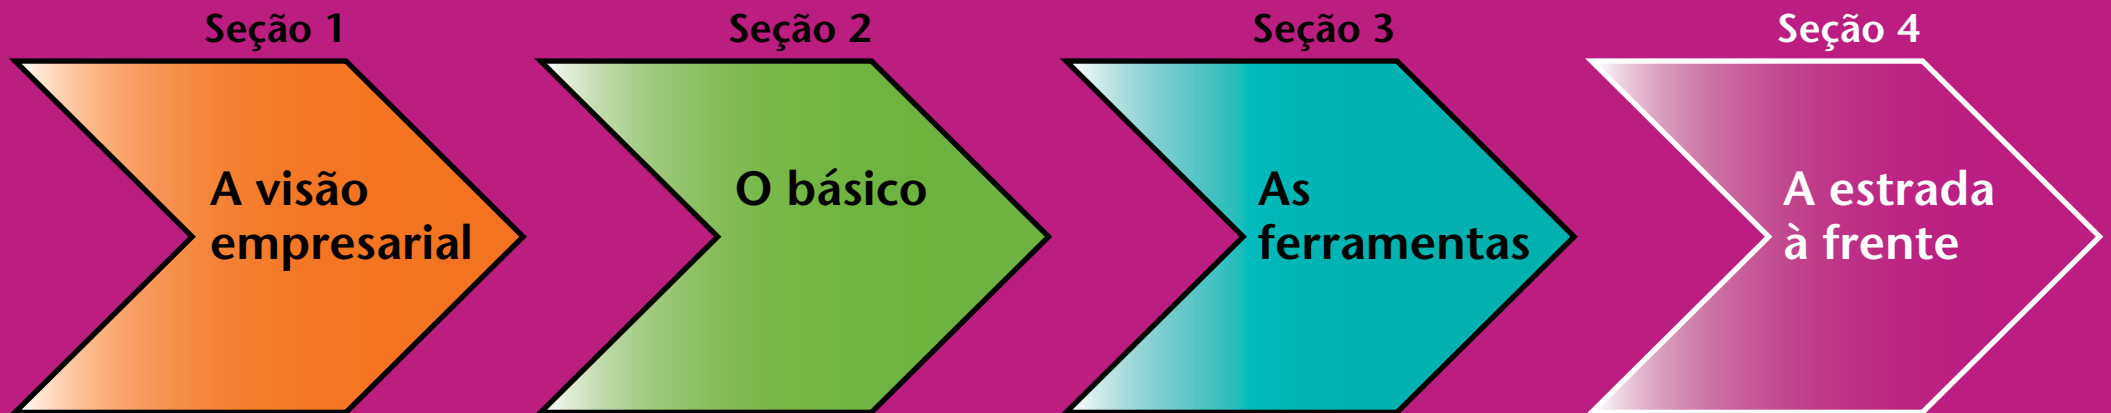 Seção 1
A visão
empresarial
Seção 2
O básico
Seção 3
As
ferramentas
Seção 4
A estrada
à frente